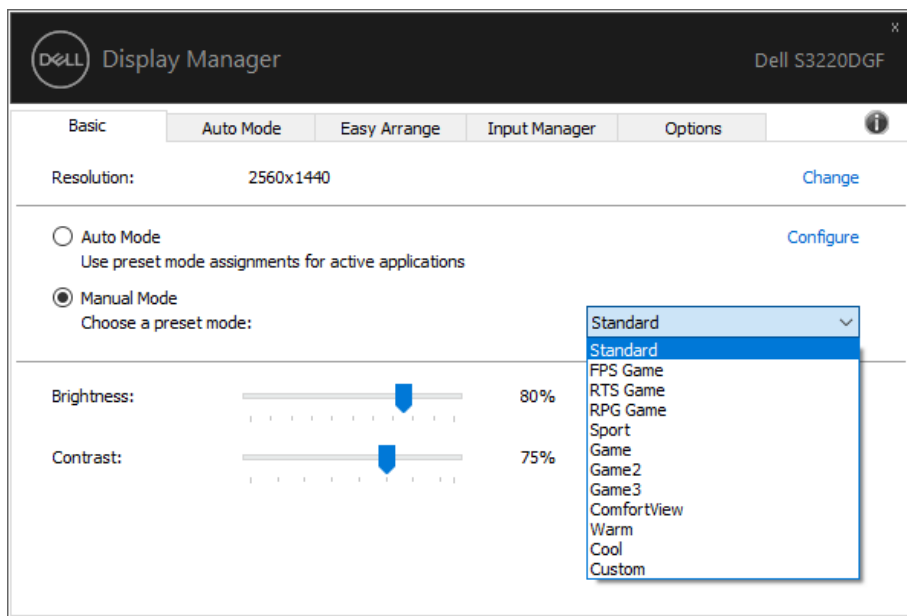 DELL Display Manager Dell S3220DGF
x
Basic Auto Mode Easy Arrange Input Manager Options i
Resolution: 2560x1440 Change
Auto Mode Configure
Use preset mode assignments for active applications
Manual Mode
Choose a preset mode: Standard
Standard
FPS Game
RTS Game
RPG Game
Sport
Game
Game2
Game3
ComfortView
Warm
Cool
Custom
Brightness: 80%
Contrast: 75%